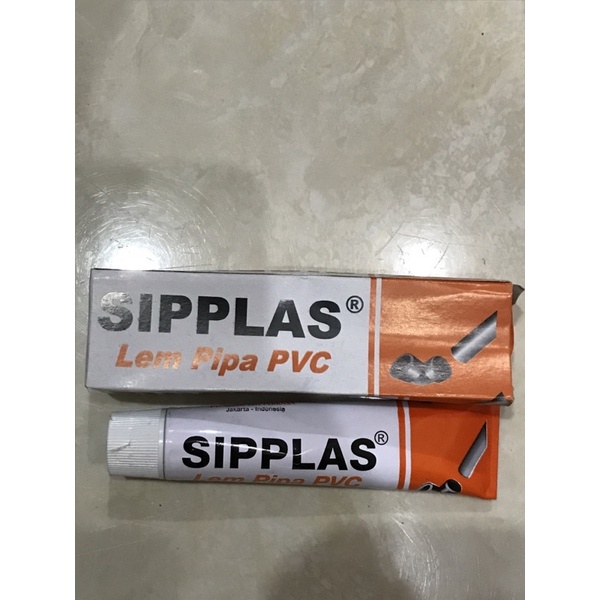 SIPPLAS®
Lem Pipa PVC
Jakarta - Indonesia
SIPPLAS®
Lem Pipa PVC